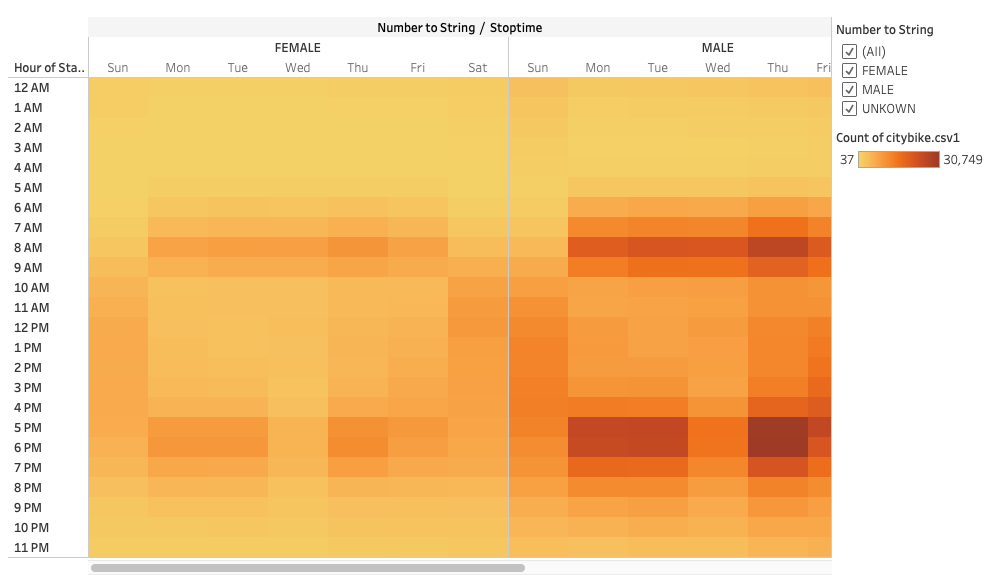 Number to String / Stoptime
FEMALE MALE
Hour of Sta.. Sun Mon Tue Wed Thu Fri Sat Sun Mon Tue Wed Thu Fri
12 AM
1 AM
2 AM
3 AM
4 AM
5 AM
6 AM
7 AM
8 AM
9 AM
10 AM
11 AM
12 PM
1 PM
2 PM
3 PM
4 PM
5 PM
6 PM
7 PM
8 PM
9 PM
10 PM
11 PM
Number to String
(All)
FEMALE
MALE
UNKOWN
Count of citybike.csv1
37 30,749